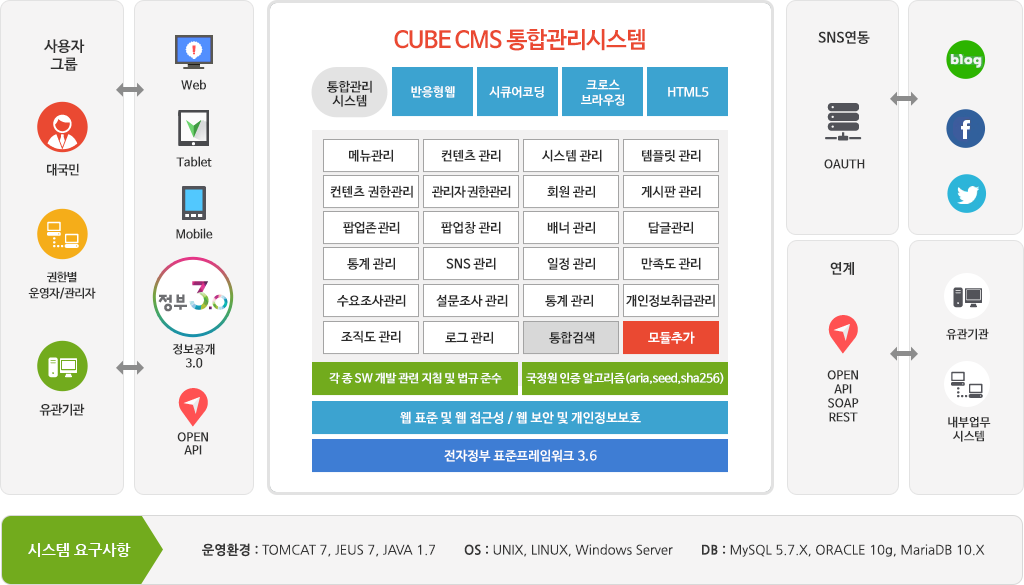 사용자
그룹
대국민
권한별
운영자/관리자
유관기관
Web
Tablet
Mobile
정부 3.0
정보공개
3.0
OPEN
API
CUBE CMS 통합관리시스템
통합관리
시스템
반응형웹
시큐어코딩
크로스
브라우징
HTML5
메뉴관리
컨텐츠 관리
시스템 관리
템플릿 관리
컨텐츠 권한관리
관리자 권한관리
회원 관리
게시판 관리
팝업존 관리
팝업창 관리
배너 관리
답글관리
통계 관리
SNS 관리
일정 관리
만족도 관리
수요조사관리
설문조사 관리
통계 관리
개인정보취급관리
조직도 관리
로그 관리
통합검색
모듈추가
각 종 SW 개발 관련 지침 및 법규 준수
국정원 인증 알고리즘(aria,seed,sha256)
웹 표준 및 웹 접근성 / 웹 보안 및 개인정보보호
전자정부 표준프레임워크 3.6
SNS연동
OAUTH
blog
f
연계
OPEN
API
SOAP
REST
유관기관
내부업무
시스템
시스템 요구사항
운영환경 : TOMCAT 7, JEUS 7, JAVA 1.7
OS : UNIX, LINUX, Windows Server
DB : MySQL 5.7.X, ORACLE 10g, MariaDB 10.X